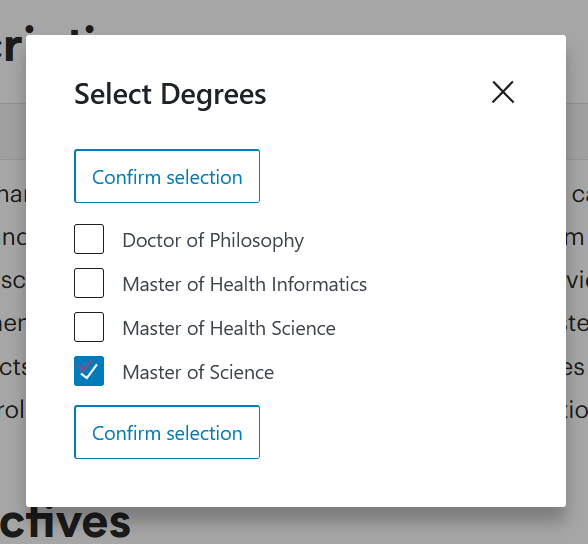 Select Degrees
Confirm selection
Doctor of Philosophy
Master of Health Informatics
Master of Health Science
Master of Science
Confirm selection